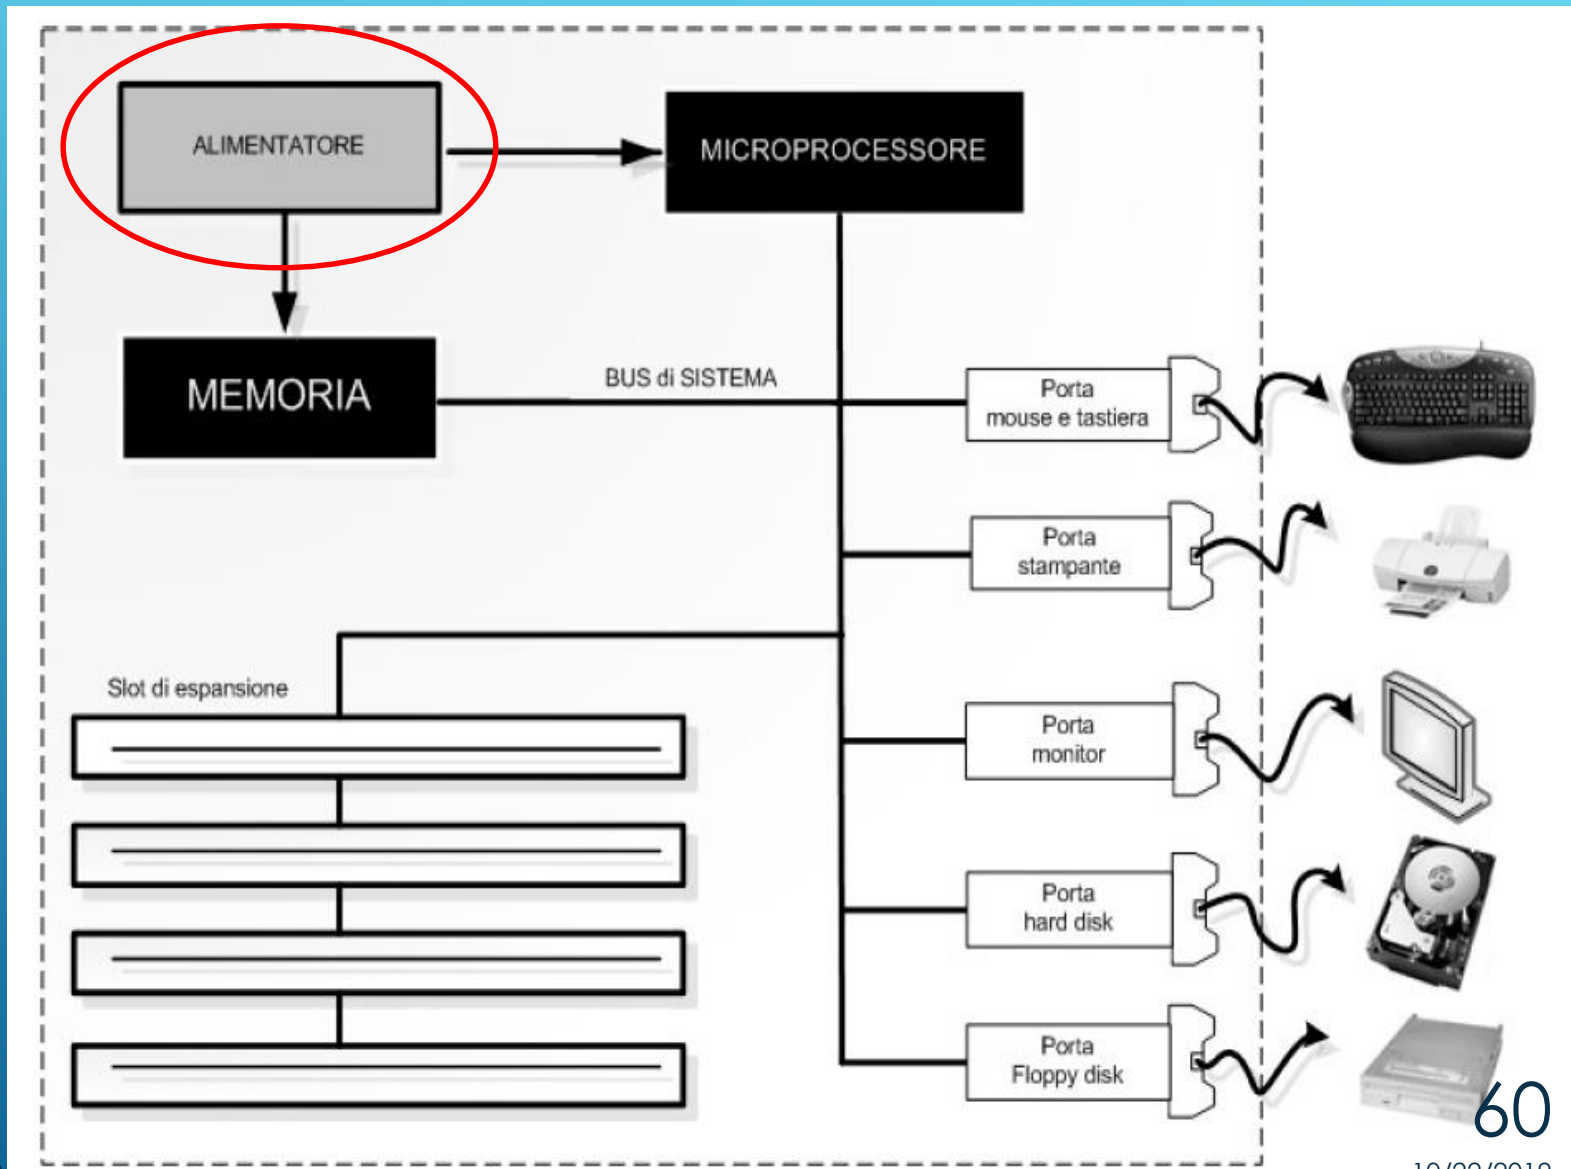 ALIMENTATORE
MICROPROCESSORE
MEMORIA
BUS di SISTEMA
Porta
mouse e tastiera
Porta
stampante
Slot di espansione
Porta
monitor
Porta
hard disk
Porta
Floppy disk
60